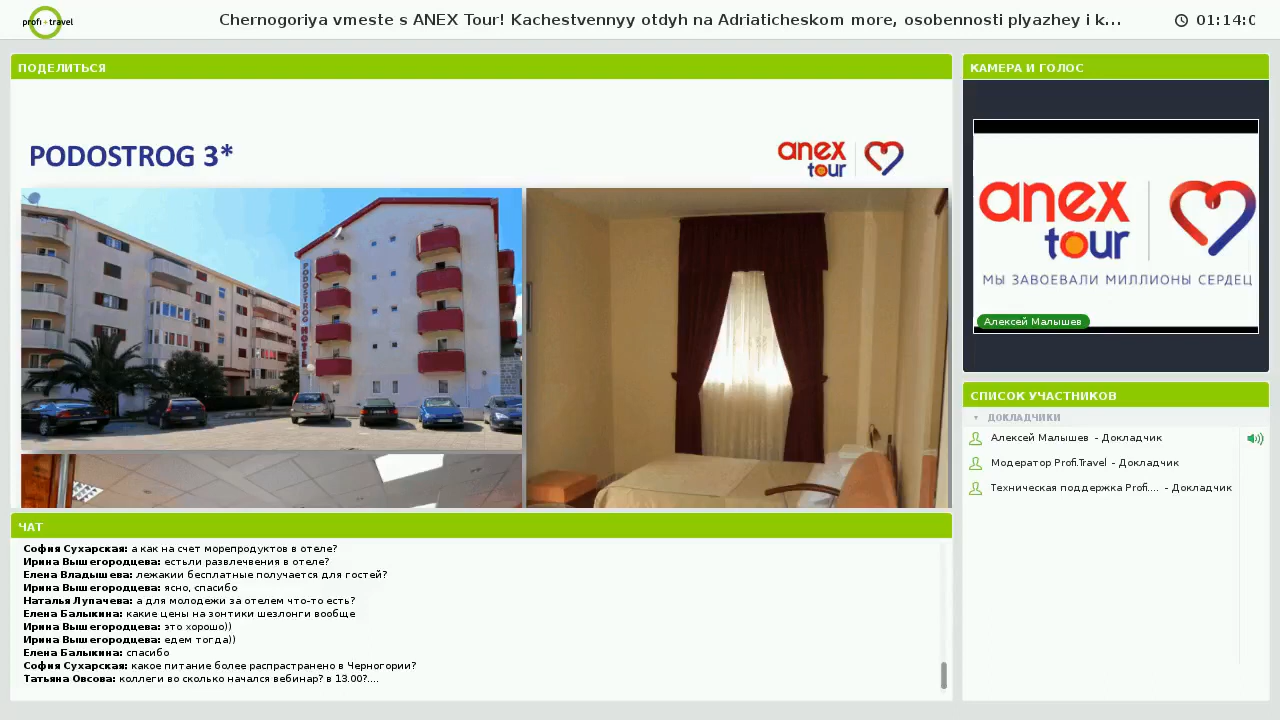 profi travel
Chernogoriya vmeste s ANEX Tour! Kachestvennyy otdyh na Adriaticheskom more, osobennosti plyazhey i k...
01:14:0
ПОДЕЛИТЬСЯ
PODOSTROG 3*
anex tour
PODOSTROG HOTEL
КАМЕРА И ГОЛОС
anex tour
МЫ ЗАВОЕВАЛИ МИЛЛИОНЫ СЕРДЕЦ
Алексей Малышев
СПИСОК УЧАСТНИКОВ
ДОКЛАДЧИКИ
Алексей Малышев - Докладчик
Модератор Profi.Travel - Докладчик
Техническая поддержка Profi.... - Докладчик
ЧАТ
София Сухарская: а как на счет морепродуктов в отеле?
Ирина Вышегородцева: естьли развлечвения в отеле?
Елена Владышева: лежакии бесплатные получается для гостей?
Ирина Вышегородцева: ясно, спасибо
Наталья Лупачева: а для молодежи за отелем что-то есть?
Елена Балыкина: какие цены на зонтики шезлонги вообще
Ирина Вышегородцева: это хорошо))
Ирина Вышегородцева: едем тогда))
Елена Балыкина: спасибо
София Сухарская: какое питание более распрастранено в Черногории?
Татьяна Овсова: коллеги во сколько начался вебинар? в 13.00?....